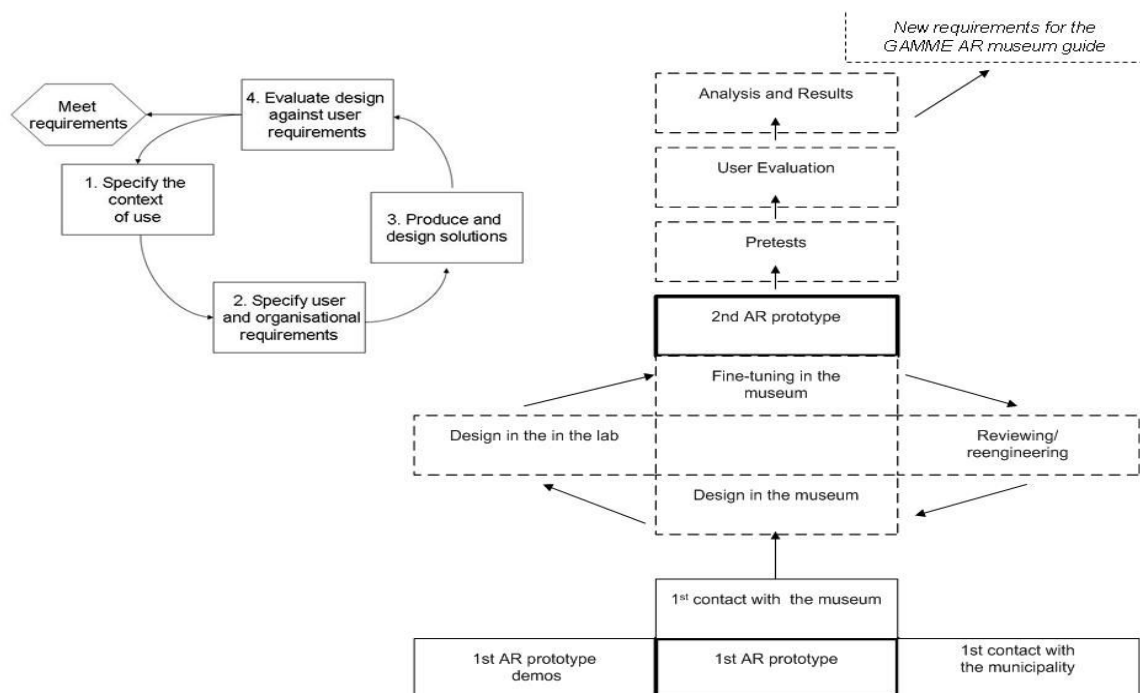 New requirements for the
GAMME AR museum guide
Meet
requirements
4. Evaluate design
against user
requirements
1. Specify the
context
of use
3. Produce and
design solutions
2. Specify user
and organisational
requirements
Analysis and Results
User Evaluation
Pretests
2nd AR prototype
Fine-tuning in the
museum
Design in the in the lab
Reviewing/
reengineering
Design in the museum
1st contact with the museum
1st AR prototype
demos
1st AR prototype
1st contact with
the municipality